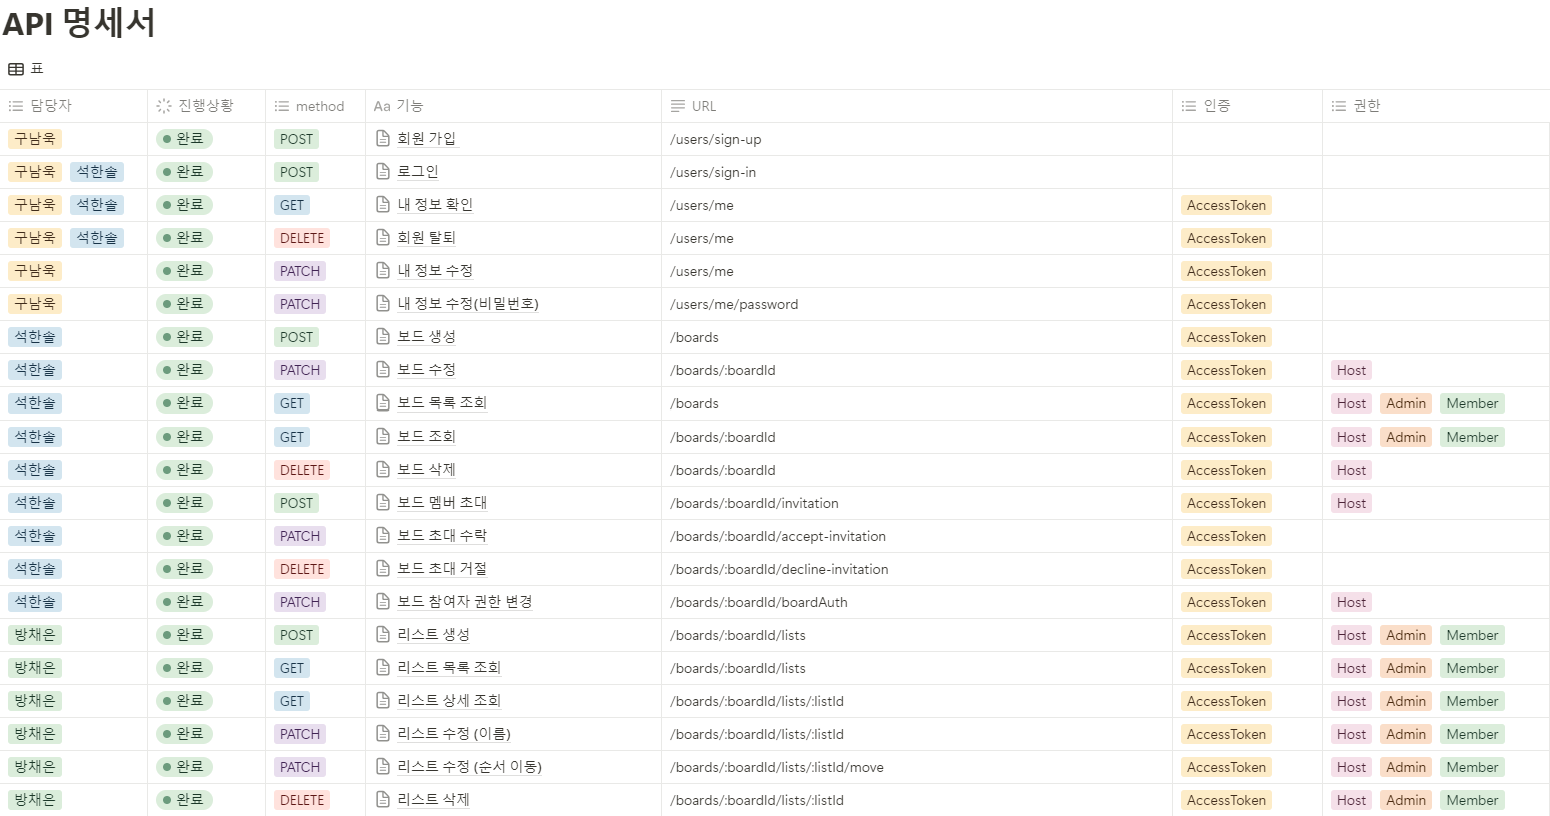 API 명세서
표
담당자 진행상황 method Aa 기능 URL 인증 권한
구남욱 완료 POST 회원 가입 /users/sign-up
구남욱 석한솔 완료 POST 로그인 /users/sign-in
구남욱 석한솔 완료 GET 내 정보 확인 /users/me AccessToken
구남욱 석한솔 완료 DELETE 회원 탈퇴 /users/me AccessToken
구남욱 완료 PATCH 내 정보 수정 /users/me AccessToken
구남욱 완료 PATCH 내 정보 수정(비밀번호) /users/me/password AccessToken
석한솔 완료 POST 보드 생성 /boards AccessToken
석한솔 완료 PATCH 보드 수정 /boards/:boardId AccessToken Host
석한솔 완료 GET 보드 목록 조회 /boards AccessToken Host Admin Member
석한솔 완료 GET 보드 조회 /boards/:boardId AccessToken Host Admin Member
석한솔 완료 DELETE 보드 삭제 /boards/:boardId AccessToken Host
석한솔 완료 POST 보드 멤버 초대 /boards/:boardId/invitation AccessToken Host
석한솔 완료 PATCH 보드 초대 수락 /boards/:boardId/accept-invitation AccessToken
석한솔 완료 DELETE 보드 초대 거절 /boards/:boardId/decline-invitation AccessToken
석한솔 완료 PATCH 보드 참여자 권한 변경 /boards/:boardId/boardAuth AccessToken Host
방채은 완료 POST 리스트 생성 /boards/:boardId/lists AccessToken Host Admin Member
방채은 완료 GET 리스트 목록 조회 /boards/:boardId/lists AccessToken Host Admin Member
방채은 완료 GET 리스트 상세 조회 /boards/:boardId/lists/:listId AccessToken Host Admin Member
방채은 완료 PATCH 리스트 수정 (이름) /boards/:boardId/lists/:listId AccessToken Host Admin Member
방채은 완료 PATCH 리스트 수정 (순서 이동) /boards/:boardId/lists/:listId/move AccessToken Host Admin Member
방채은 완료 DELETE 리스트 삭제 /boards/:boardId/lists/:listId AccessToken Host Admin Member